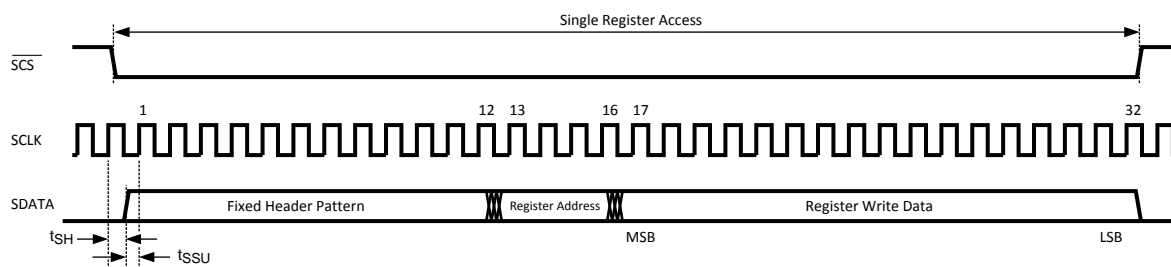 Single Register Access
SCS
1 12 13 16 17 32
SCLK
SDATA Fixed Header Pattern Register Address Register Write Data
tSH MSB LSB
tSSU